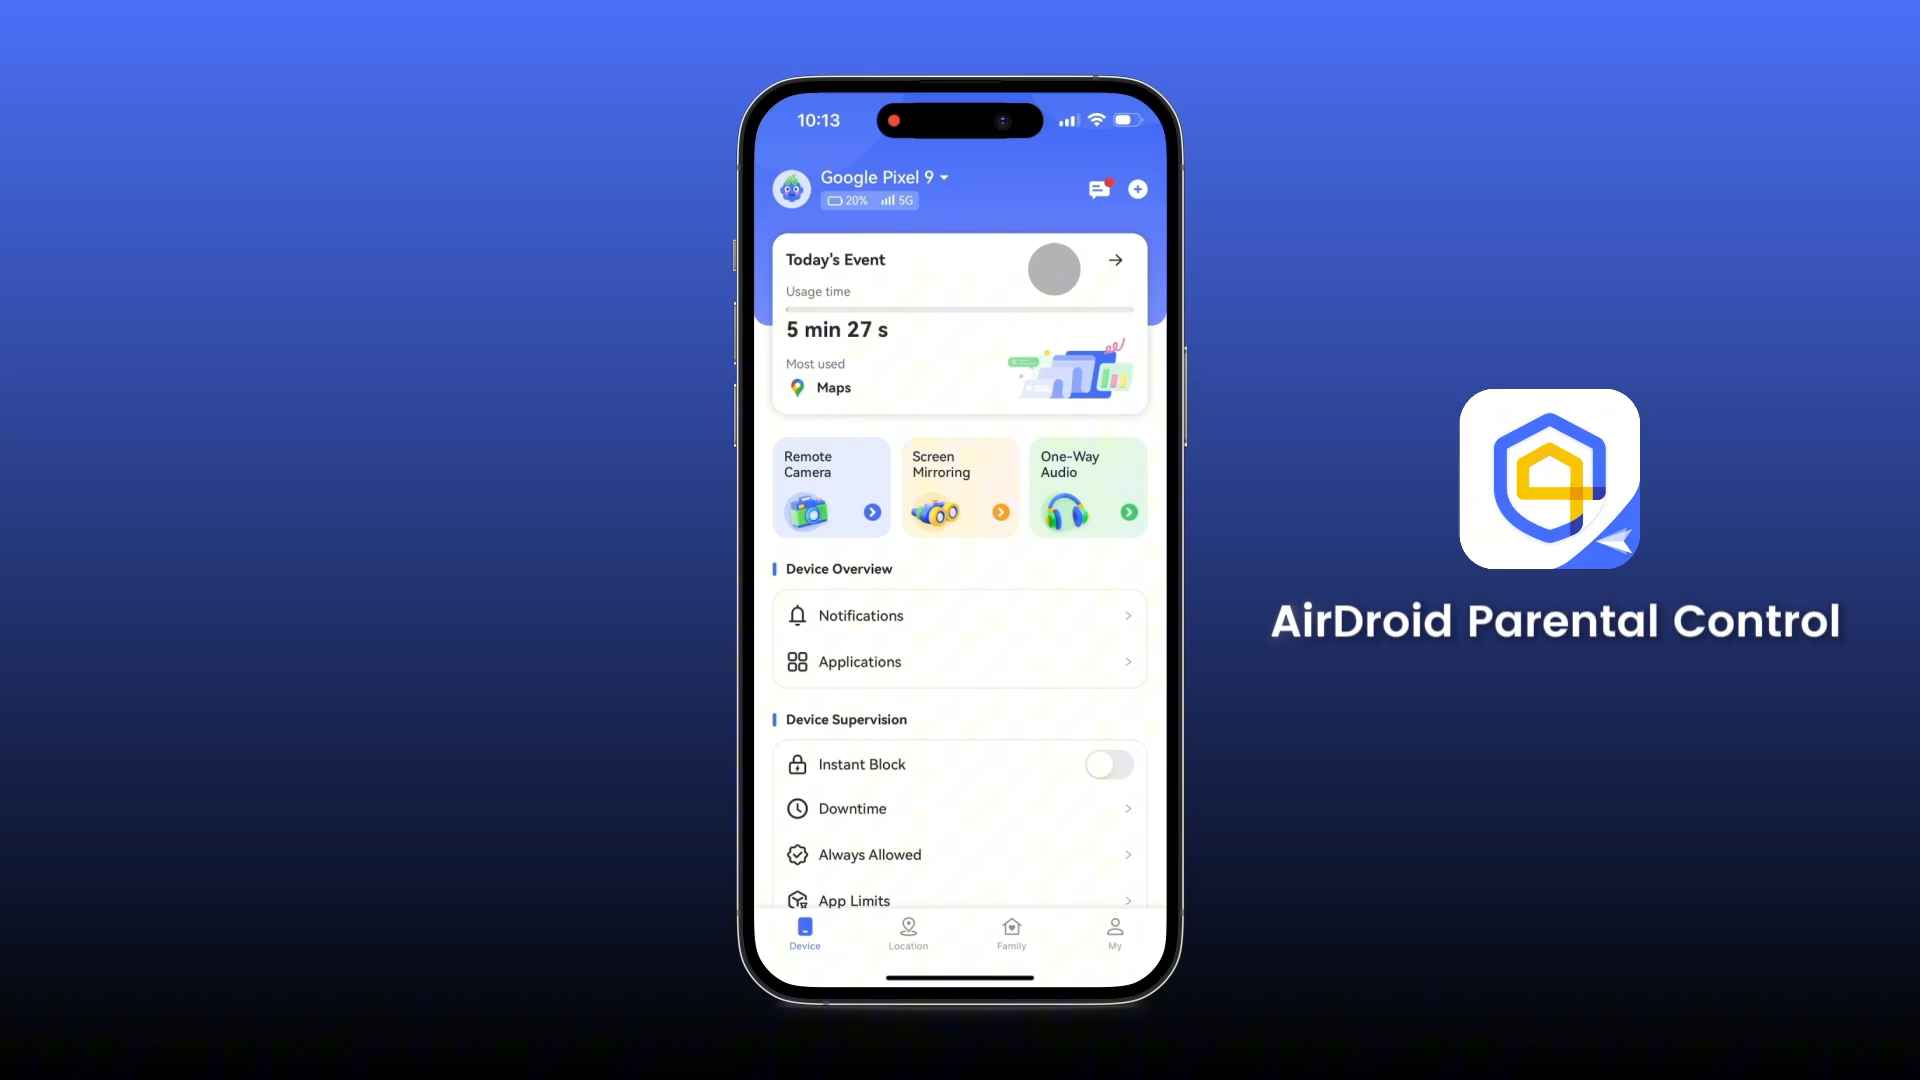 10:13
Google Pixel 9
20% 5G
Today's Event
Usage time
5 min 27 s
Most used
Maps
Remote
Camera
Screen
Mirroring
One-Way
Audio
Device Overview
Notifications
Applications
Device Supervision
Instant Block
Downtime
Always Allowed
App Limits
Device
Location
Family
My
AirDroid Parental Control